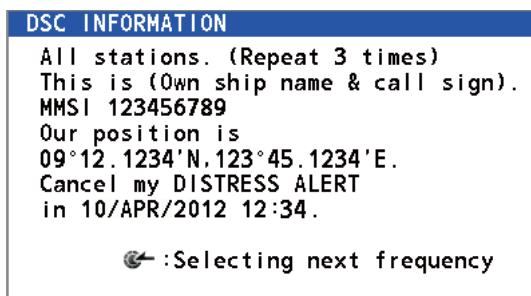 DSC INFORMATION
All stations. (Repeat 3 times)
This is (Own ship name & call sign).
MMSI 123456789
Our position is
09°12.1234'N,123°45.1234'E.
Cancel my DISTRESS ALERT
in 10/APR/2012 12:34.
:Selecting next frequency